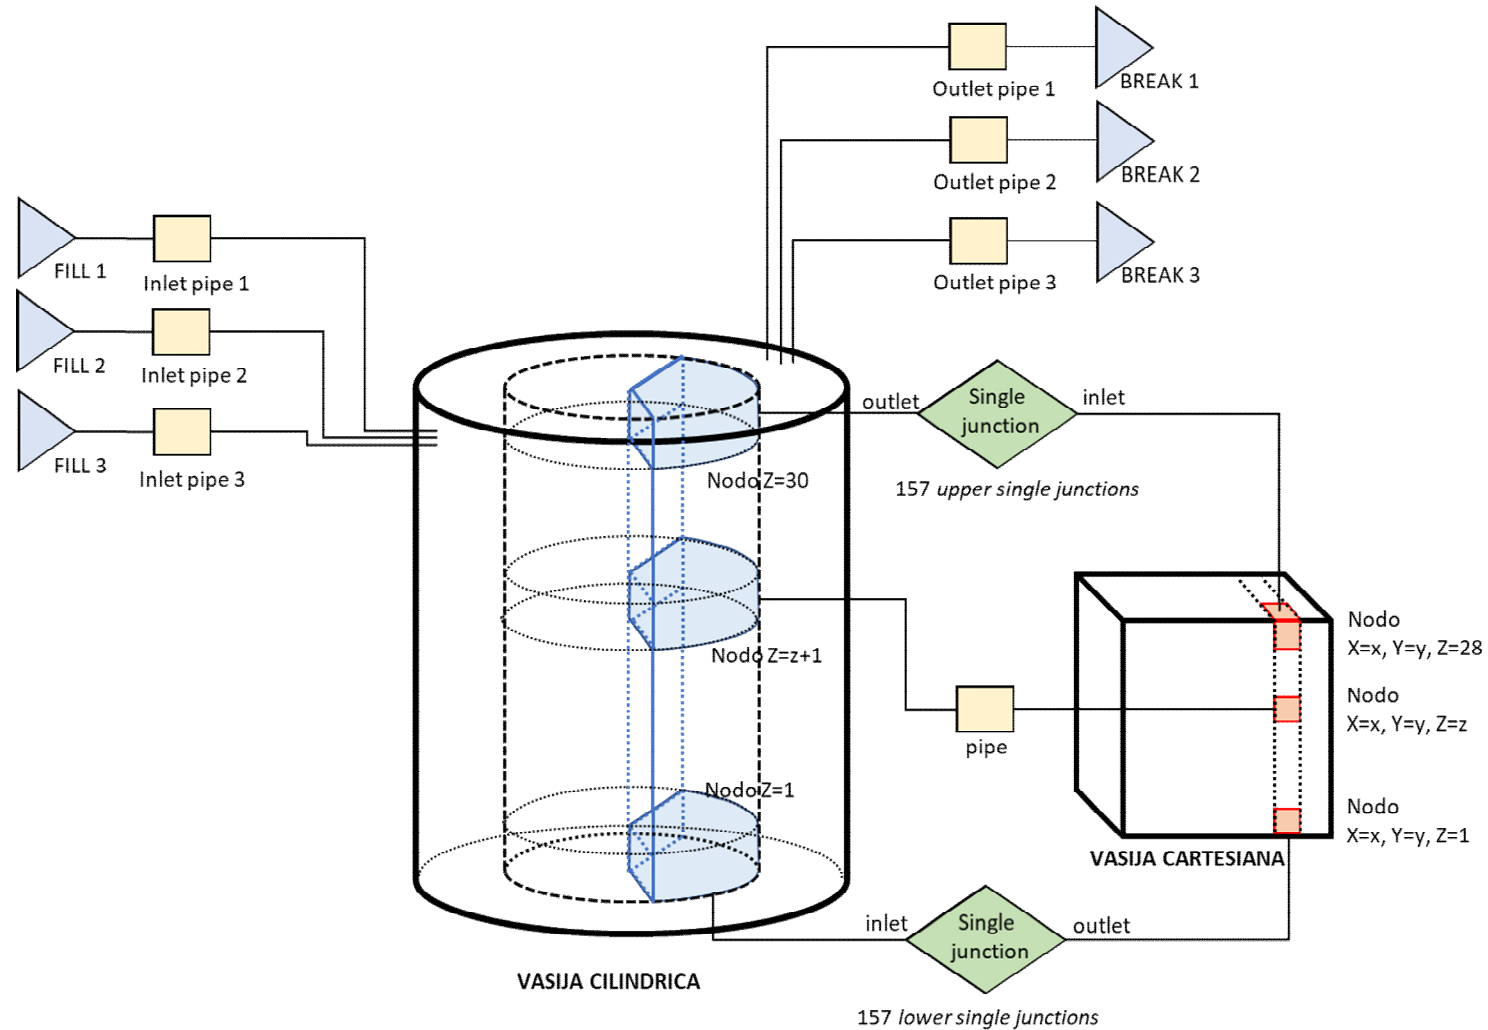 Outlet pipe 1
BREAK 1
Outlet pipe 2
BREAK 2
Outlet pipe 3
BREAK 3
FILL 1
Inlet pipe 1
FILL 2
Inlet pipe 2
FILL 3
Inlet pipe 3
outlet
Single
junction
inlet
157 upper single junctions
Nodo Z=30
Nodo Z=z+1
Nodo Z=1
pipe
Nodo
X=x, Y=y, Z=28
Nodo
X=x, Y=y, Z=z
Nodo
X=x, Y=y, Z=1
VASIJA CARTESIANA
inlet
Single
junction
outlet
VASIJA CILINDRICA
157 lower single junctions